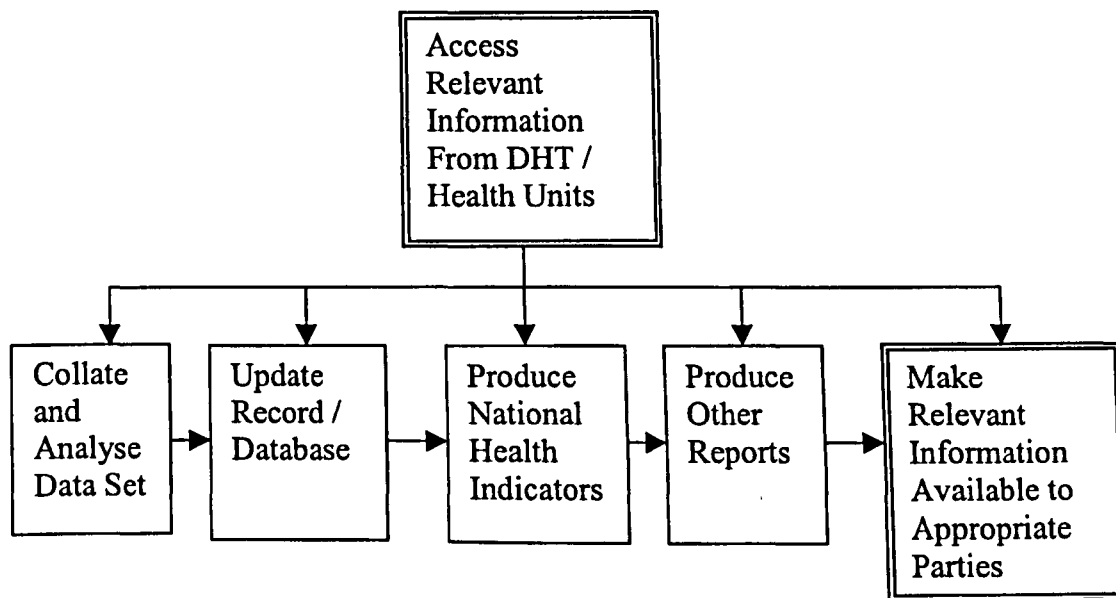 Access
Relevant
Information
From DHT /
Health Units
Collate
and
Analyse
Data Set
Update
Record /
Database
Produce
National
Health
Indicators
Produce
Other
Reports
Make
Relevant
Information
Available to
Appropriate
Parties